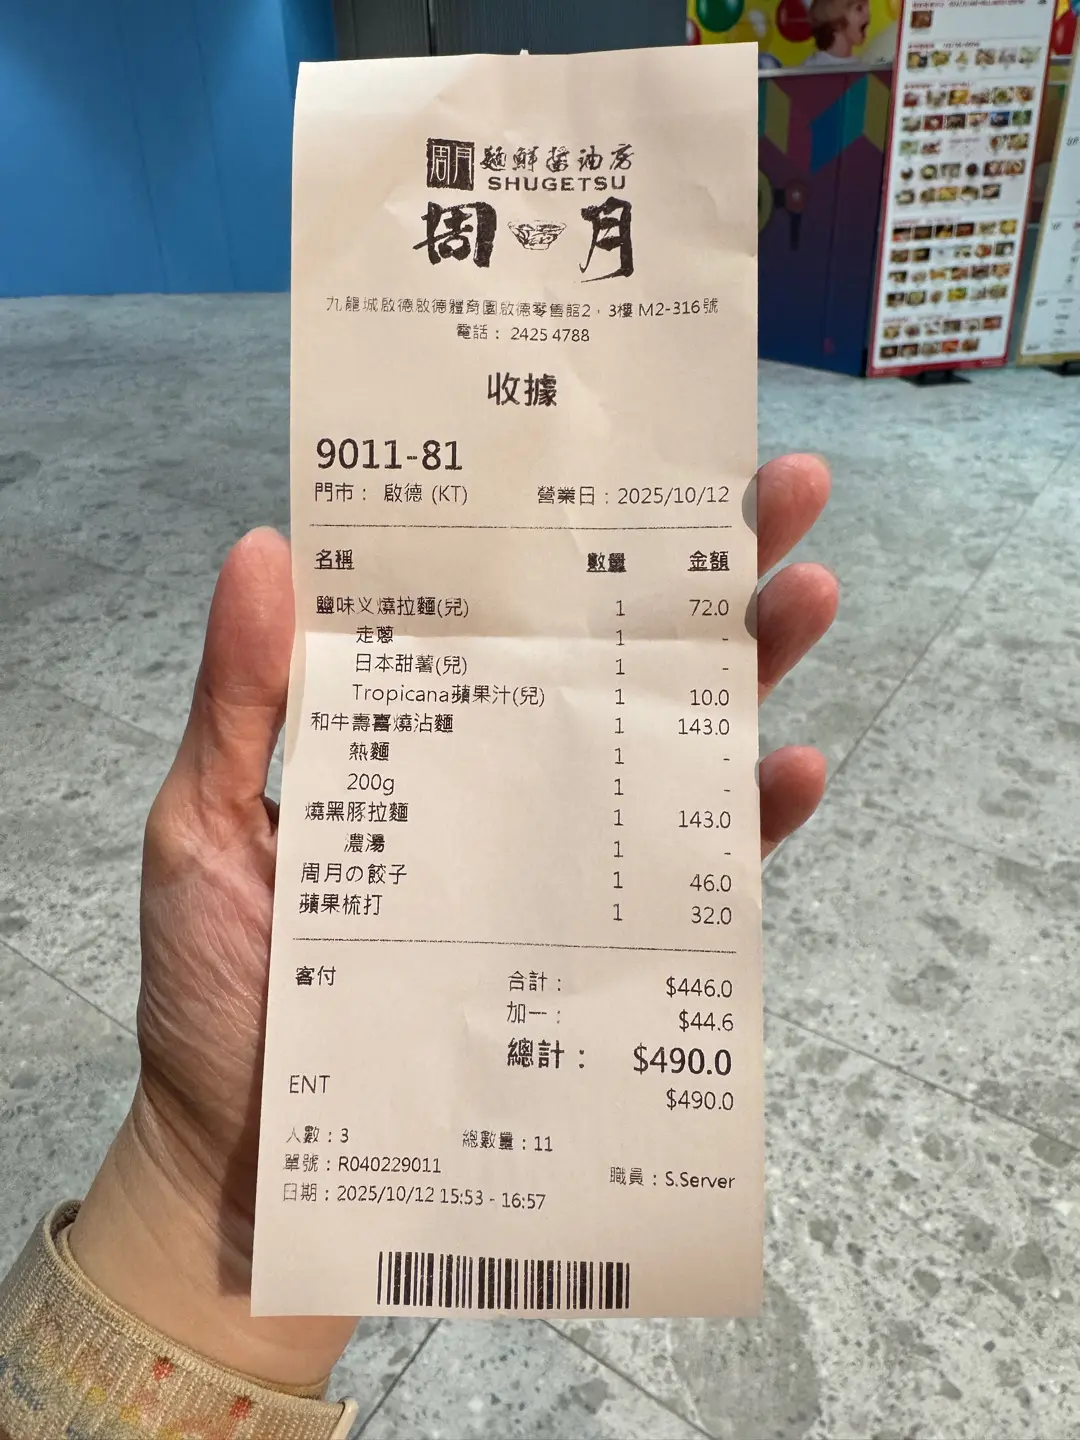 周月 麵鮮醬油房
SHUGETSU
周月
九龍城啟德啟德體育園啟德零售館2，3樓 M2-316號
電話： 2425 4788
收據
9011-81
門市： 啟德 (KT) 營業日：2025/10/12
名稱 數量 金額
鹽味义燒拉麵(兒) 1 72.0
走蔥 1 -
日本甜薯(兒) 1 -
Tropicana蘋果汁(兒) 1 10.0
和牛壽喜燒沾麵 1 143.0
熱麵 1 -
200g 1 -
燒黑豚拉麵 1 143.0
濃湯 1 -
周月の餃子 1 46.0
蘋果梳打 1 32.0
客付 合計： $446.0
加一： $44.6
總計： $490.0
ENT $490.0
人數：3 總數量：11
單號：R040229011 職員：S.Server
日期：2025/10/12 15:53 - 16:57